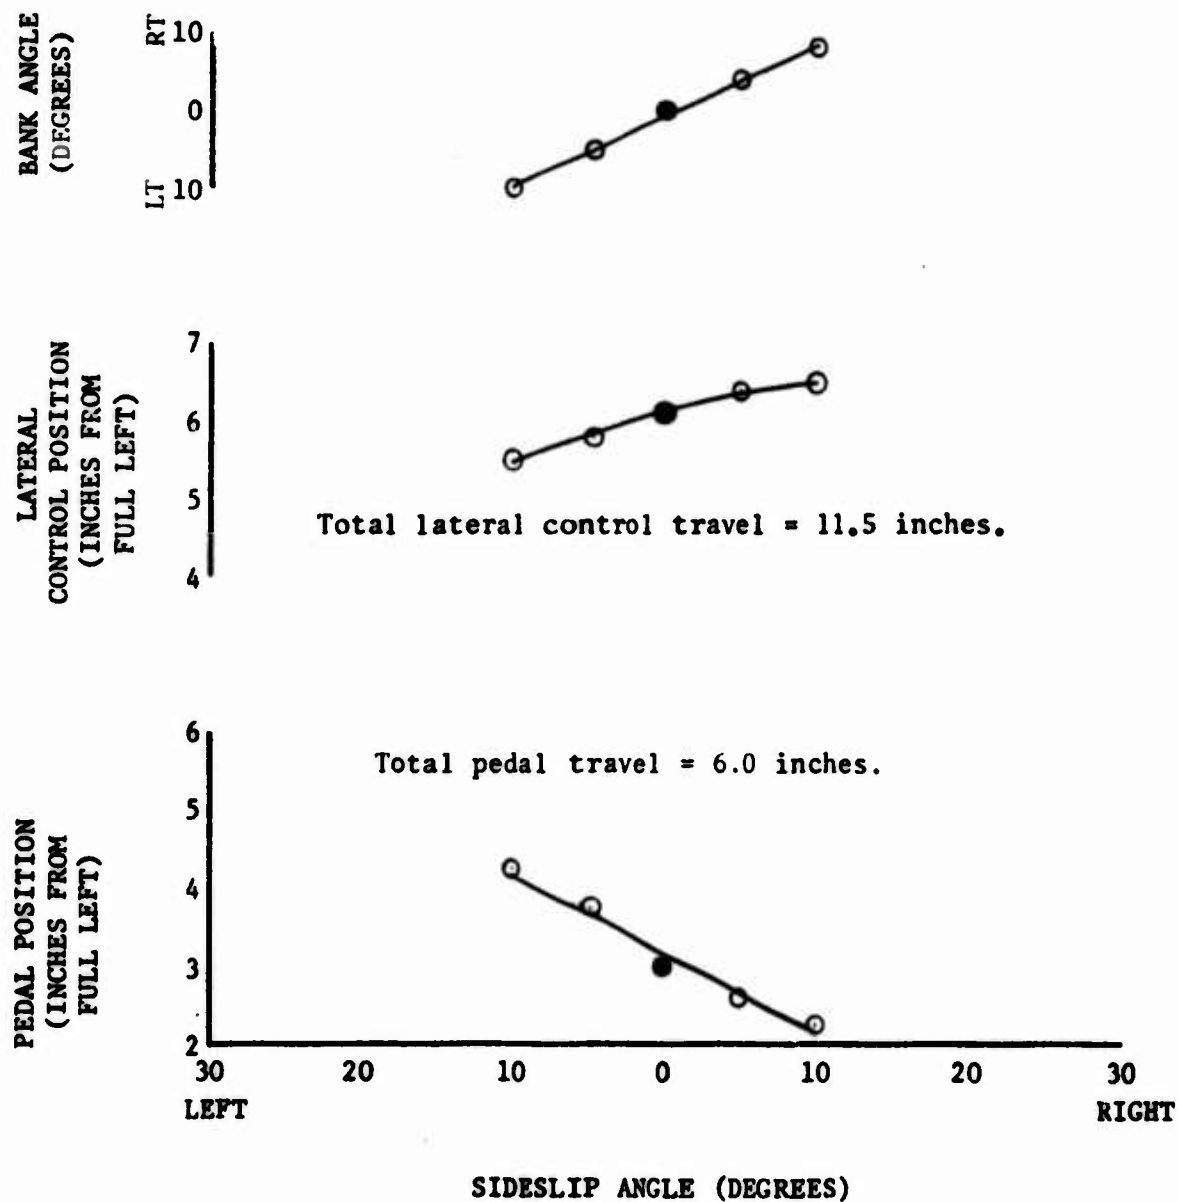 BANK ANGLE
(DEGREES)
RT 10
0
LT 10
LATERAL
CONTROL POSITION
(INCHES FROM
FULL LEFT)
7
6
5
4
Total lateral control travel = 11.5 inches.
PEDAL POSITION
(INCHES FROM
FULL LEFT)
6
5
4
3
2
Total pedal travel = 6.0 inches.
30 20 10 0 10 20 30
LEFT RIGHT
SIDESLIP ANGLE (DEGREES)